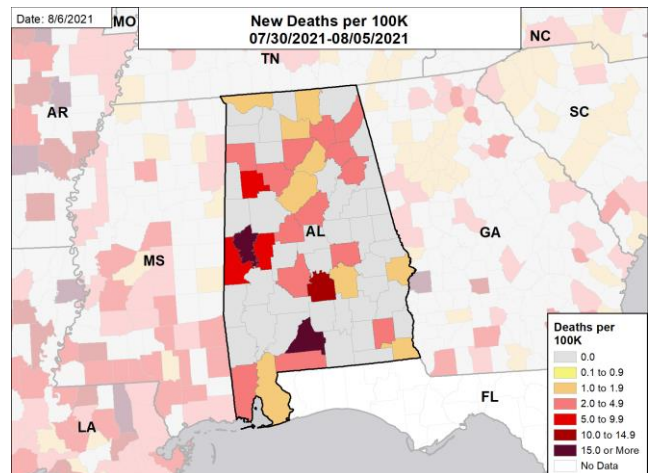 Date: 8/6/2021
New Deaths per 100K
07/30/2021-08/05/2021
MO
NC
TN
AR
SC
AL
GA
MS
LA
FL
Deaths per
100K
0.0
0.1 to 0.9
1.0 to 1.9
2.0 to 4.9
5.0 to 9.9
10.0 to 14.9
15.0 or More
No Data